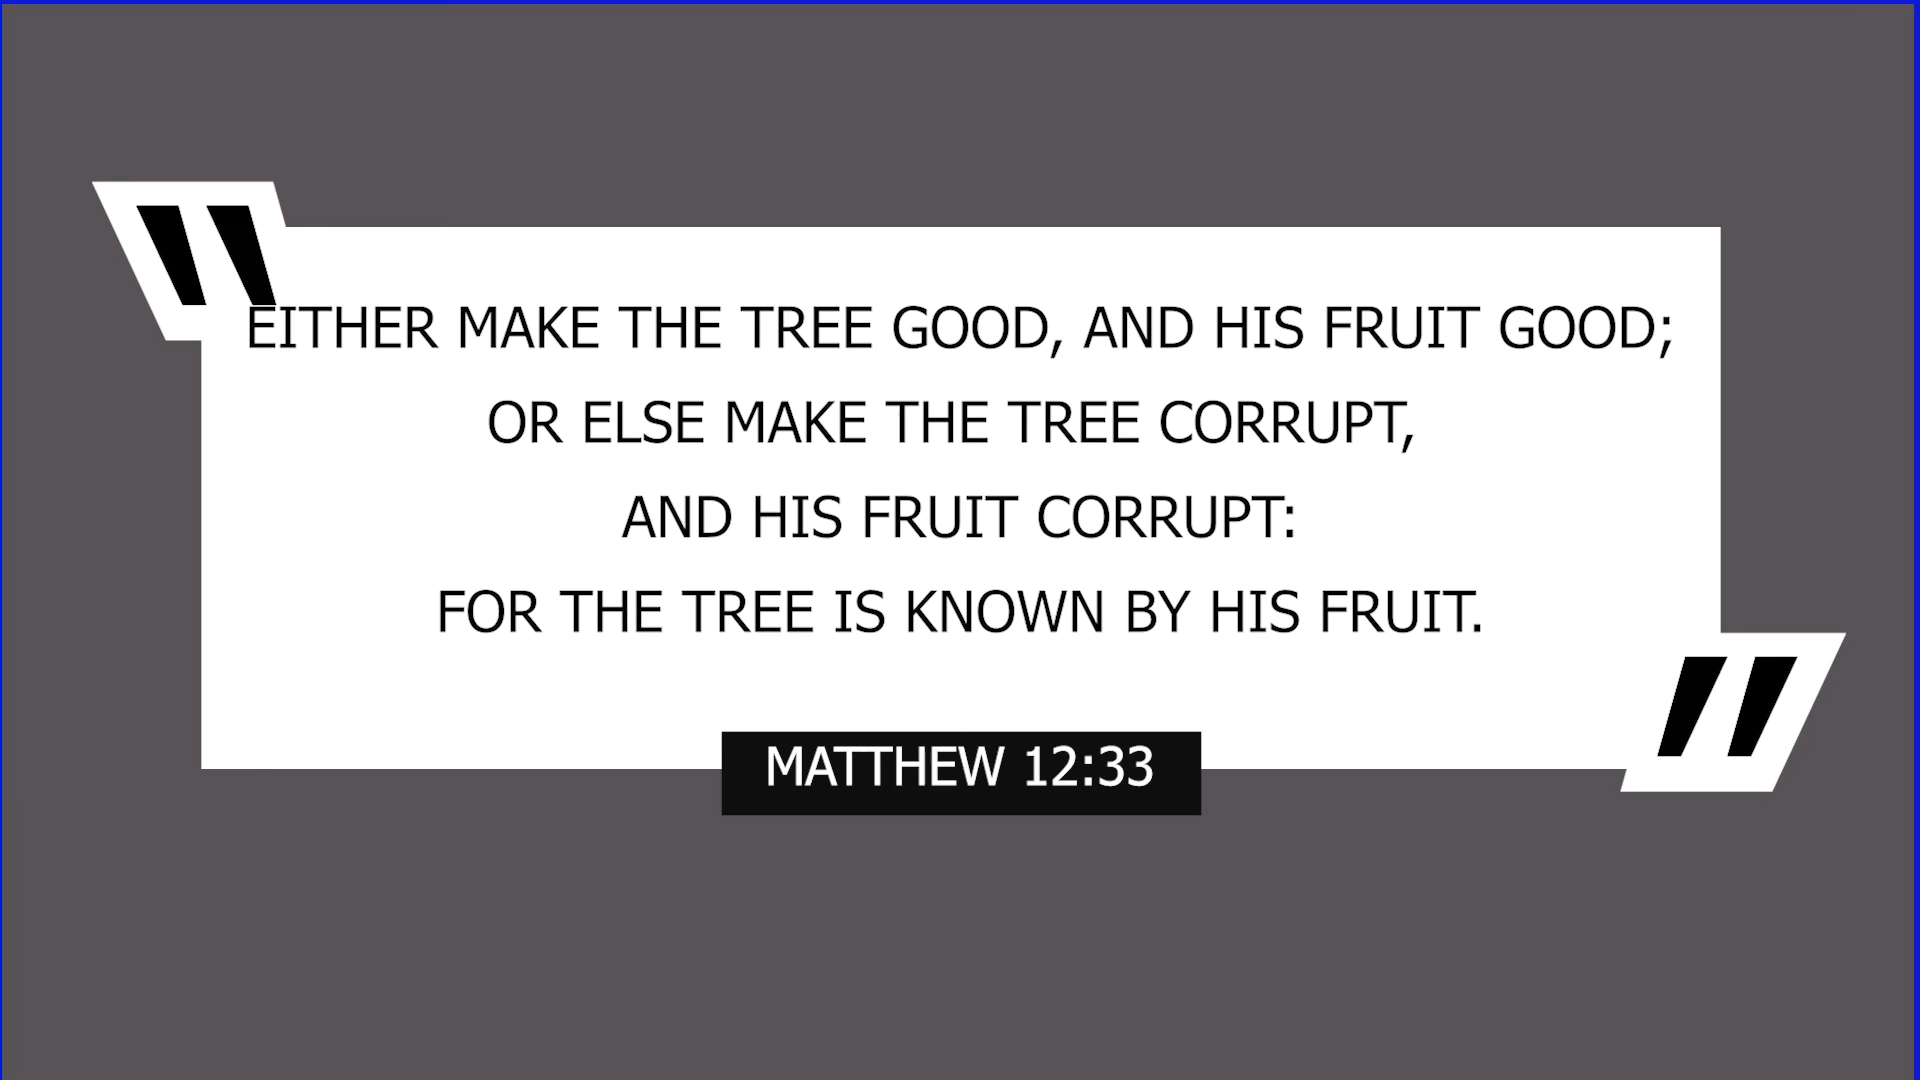 "
EITHER MAKE THE TREE GOOD, AND HIS FRUIT GOOD;
OR ELSE MAKE THE TREE CORRUPT,
AND HIS FRUIT CORRUPT:
FOR THE TREE IS KNOWN BY HIS FRUIT.
"
MATTHEW 12:33